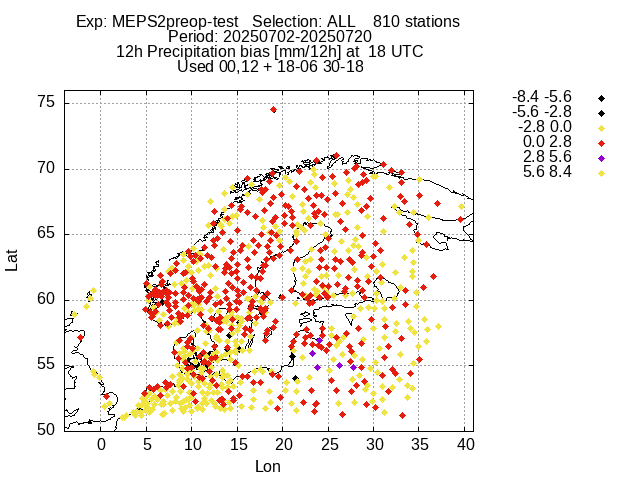 Exp: MEPS2preop-test Selection: ALL 810 stations
Period: 20250702-20250720
12h Precipitation bias [mm/12h] at 18 UTC
Used 00,12 + 18-06 30-18
-8.4 -5.6
-5.6 -2.8
-2.8 0.0
0.0 2.8
2.8 5.6
5.6 8.4
75
70
65
60
55
50
Lat
0 5 10 15 20 25 30 35 40
Lon